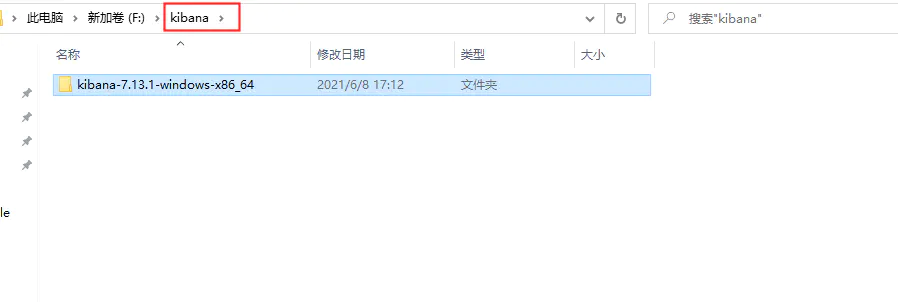 此电脑 新加卷 (F:) kibana 搜索"kibana"
名称 修改日期 类型 大小
kibana-7.13.1-windows-x86_64 2021/6/8 17:12 文件夹
le